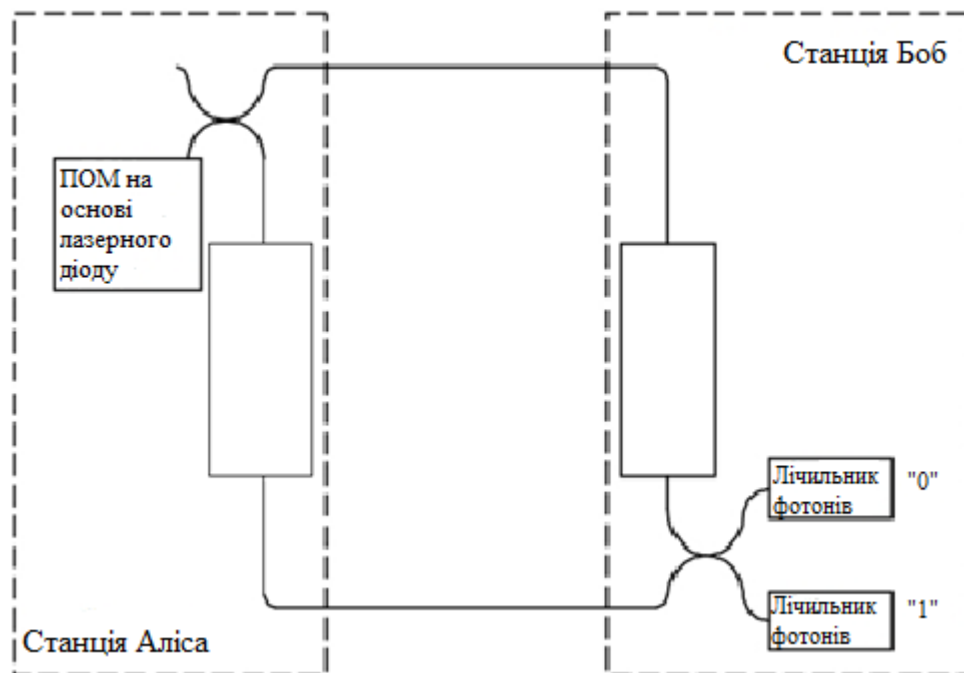 Станція Боб
ПОМ на
основі
лазерного
діоду
Лічильник
фотонів
"0"
Лічильник
фотонів
"1"
Станція Аліса